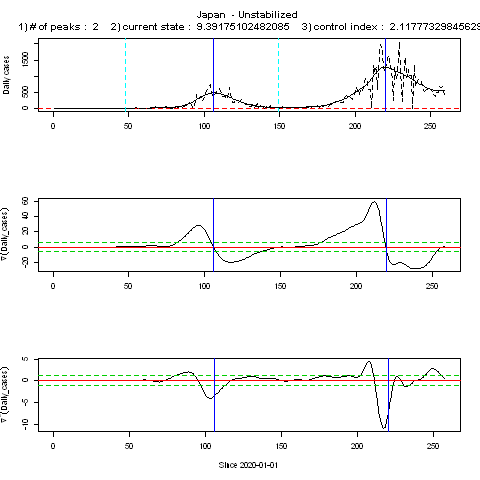 Japan - Unstabilized
1) # of peaks : 2 2) current state : 9.39175102482085 3) control index : 2.11777329845629
Daily cases
0 500 1500
0 50 100 150 200 250
∇(Daily_cases)
-20 0 20 40 60
0 50 100 150 200 250
∇(Daily_cases)
-10 -5 0 5
0 50 100 150 200 250
Since 2020-01-01